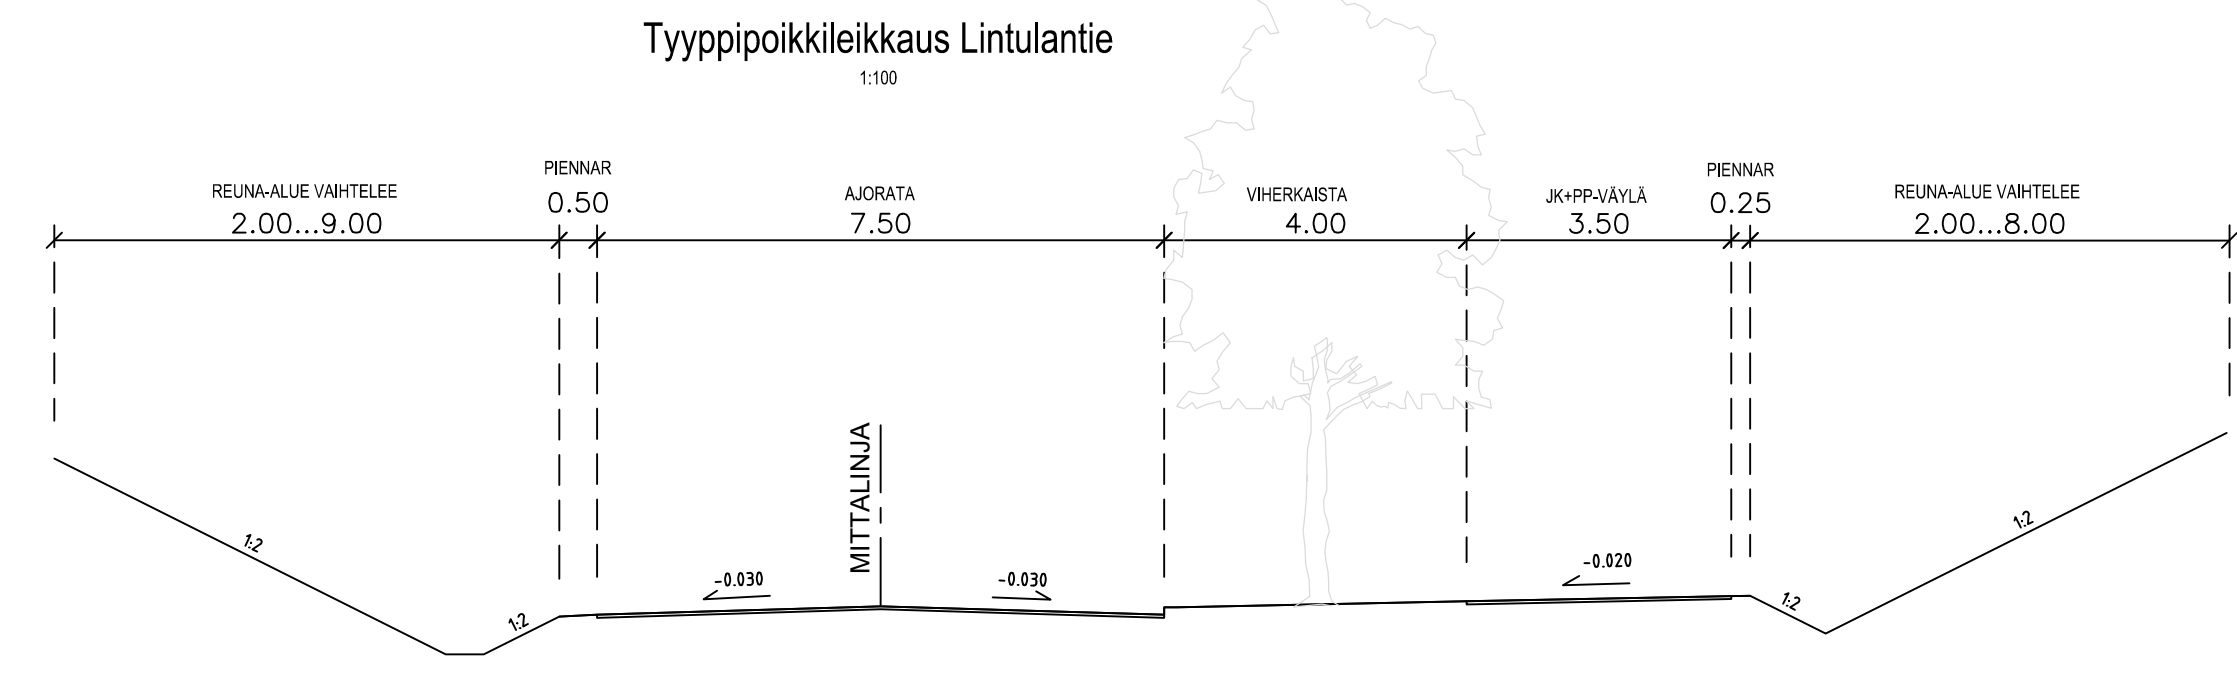 Tyyppipoikkileikkaus Lintulantie
1:100
REUNA-ALUE VAIHTELEE
2.00...9.00
PIENNAR
0.50
AJORATA
7.50
VIHERKAISTA
4.00
JK+PP-VÄYLÄ
3.50
PIENNAR
0.25
REUNA-ALUE VAIHTELEE
2.00...8.00
MITTALINJA
1:2
1:2
-0.030
-0.030
-0.020
1:2
1:2